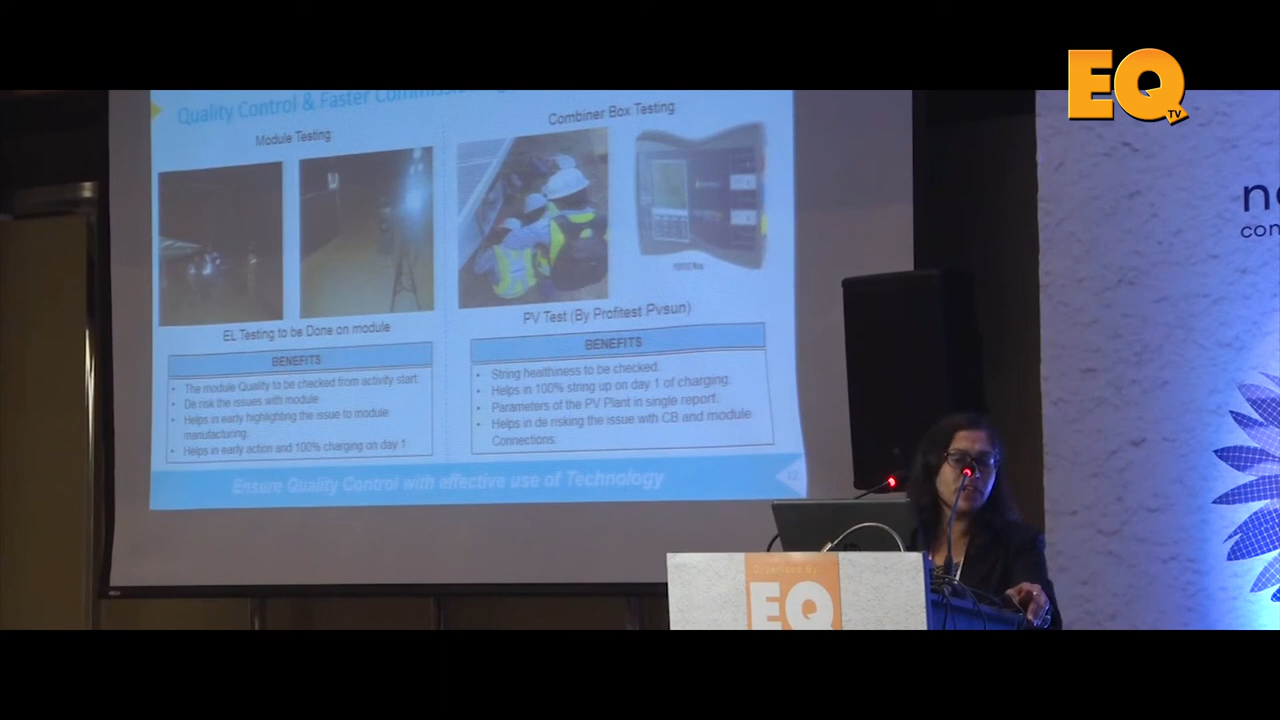 EQ
TV
Quality Control & Faster
Module Testing
Combiner Box Testing
EL Testing to be Done on module
PV Test (By Profitest Pvsun)
BENEFITS
• The module Quality to be checked from activity start.
• De risk the issues with module
• Helps in early highlighting the issue to module
manufacturing.
• Helps in early action and 100% charging on day 1
BENEFITS
• String healthiness to be checked.
• Helps in 100% string up on day 1 of charging.
• Parameters of the PV Plant in single report.
• Helps in de risking the issue with CB and module
Connections.
Ensure Quality Control with effective use of Technology
Organised By
EQ